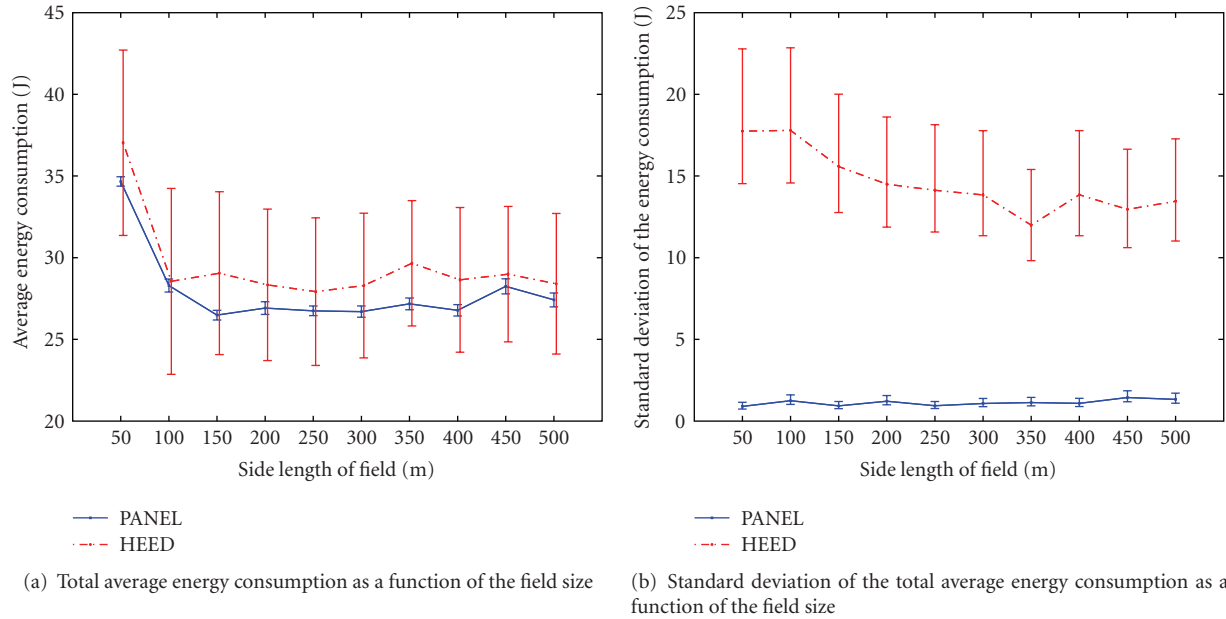 45
40
35
30
25
20
Average energy consumption (J)
50 100 150 200 250 300 350 400 450 500
Side length of field (m)
PANEL
HEED
(a) Total average energy consumption as a function of the field size
25
20
15
10
5
0
Standard deviation of the energy consumption (J)
50 100 150 200 250 300 350 400 450 500
Side length of field (m)
PANEL
HEED
(b) Standard deviation of the total average energy consumption as a
function of the field size